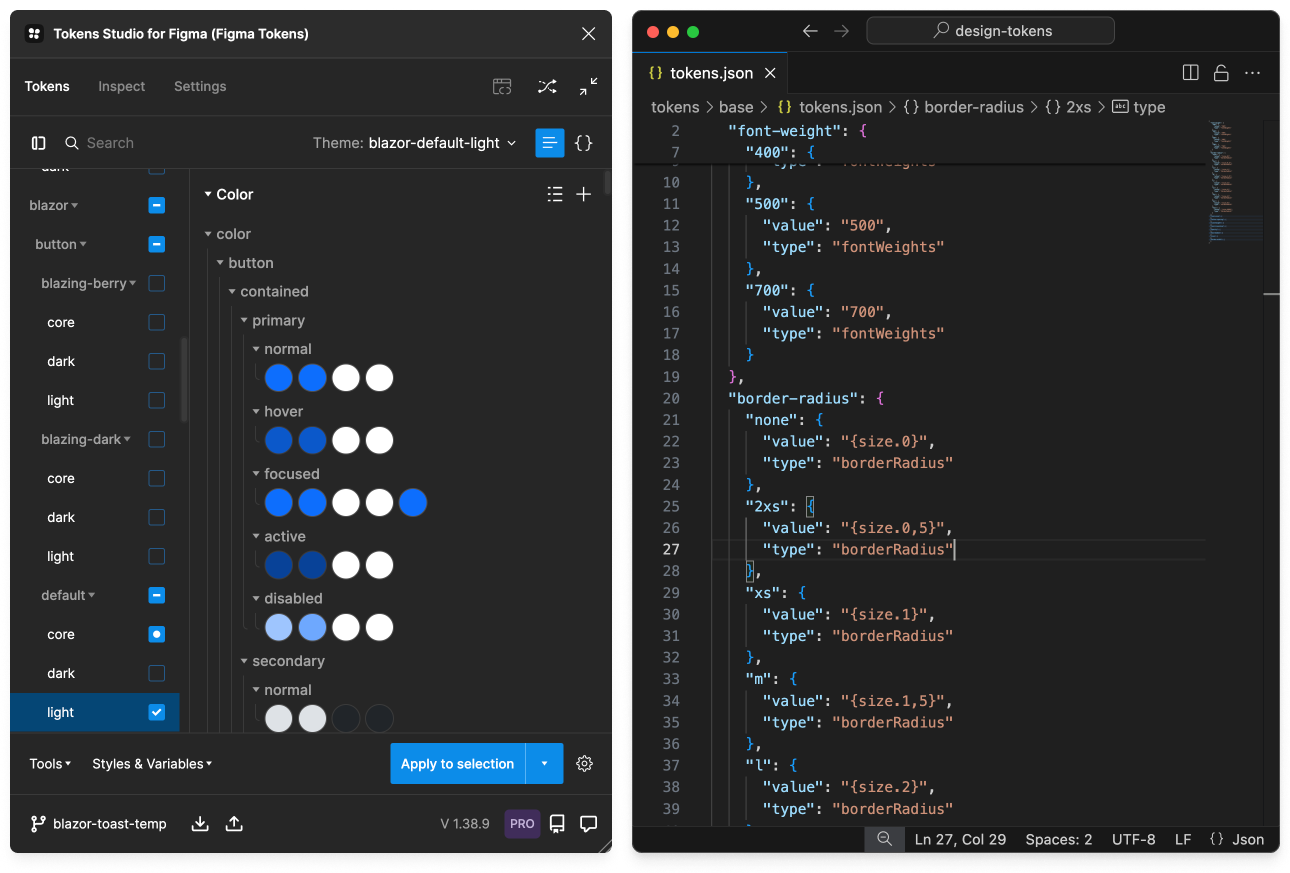 Tokens Studio for Figma (Figma Tokens)
Tokens Inspect Settings
Search
Theme: blazor-default-light
dark
blazor
button
blazing-berry
core
dark
light
blazing-dark
core
dark
light
default
core
dark
light
Color
color
button
contained
primary
normal
hover
focused
active
disabled
secondary
normal
Tools Styles & Variables Apply to selection
blazor-toast-temp V 1.38.9 PRO
design-tokens
{} tokens.json
tokens > base > {} tokens.json > {} border-radius > {} 2xs > abc type
2 "font-weight": {
7 "400": {
9 "type": "fontWeights"
10 },
11 "500": {
12 "value": "500",
13 "type": "fontWeights"
14 },
15 "700": {
16 "value": "700",
17 "type": "fontWeights"
18 }
19 },
20 "border-radius": {
21 "none": {
22 "value": "{size.0}",
23 "type": "borderRadius"
24 },
25 "2xs": {
26 "value": "{size.0,5}",
27 "type": "borderRadius"
28 },
29 "xs": {
30 "value": "{size.1}",
31 "type": "borderRadius"
32 },
33 "m": {
34 "value": "{size.1,5}",
35 "type": "borderRadius"
36 },
37 "l": {
38 "value": "{size.2}",
39 "type": "borderRadius"
Ln 27, Col 29 Spaces: 2 UTF-8 LF {} Json